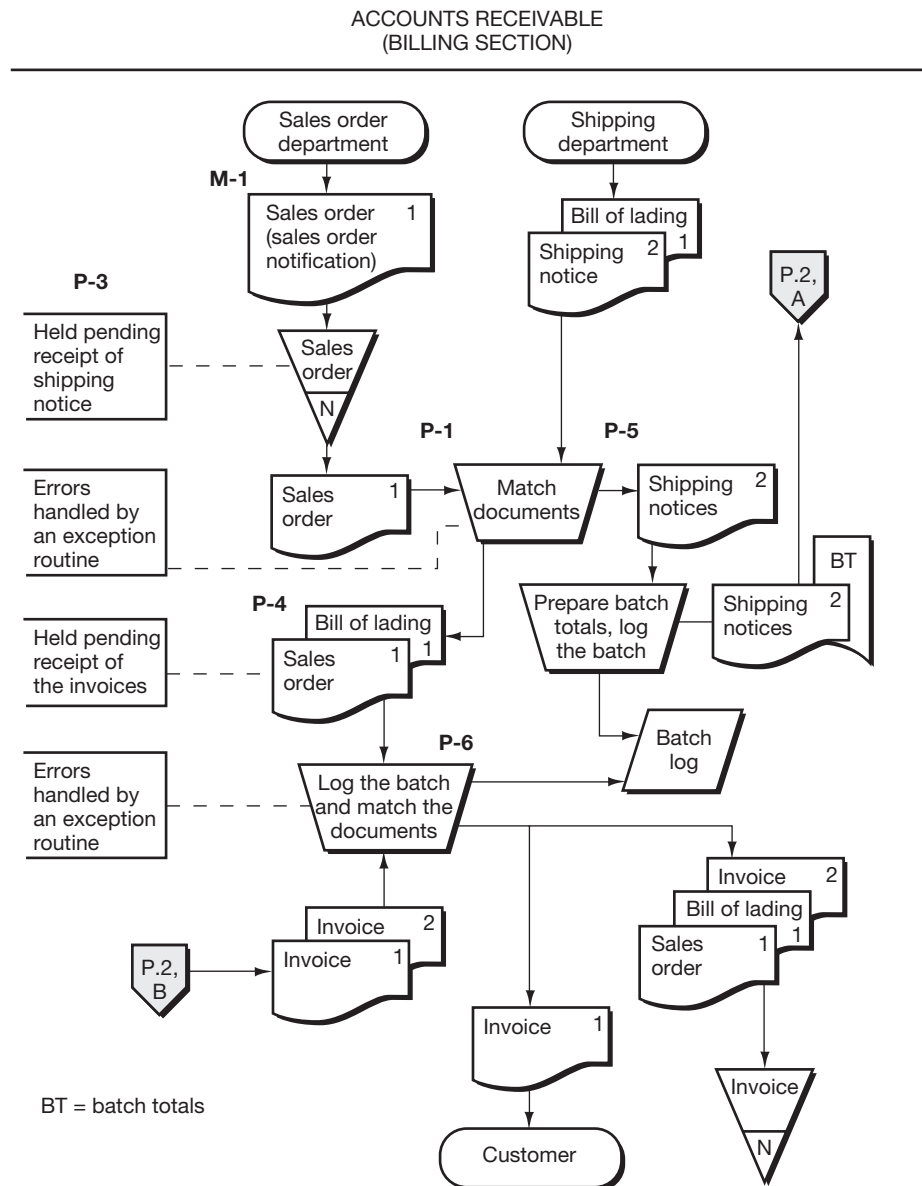 ACCOUNTS RECEIVABLE
(BILLING SECTION)
Sales order
department
Shipping
department
M-1
Sales order 1
(sales order
notification)
Bill of lading
1
Shipping 2
notice
P.2,
A
P-3
Held pending
receipt of
shipping
notice
Sales
order
N
P-1
P-5
Errors
handled by
an exception
routine
Sales 1
order
Match
documents
Shipping 2
notices
BT
P-4
Prepare batch
totals, log
the batch
Shipping 2
notices
Held pending
receipt of
the invoices
Bill of lading
1
Sales 1
order
P-6
Batch
log
Errors
handled by
an exception
routine
Log the batch
and match the
documents
Invoice 2
Invoice 1
P.2,
B
Invoice 2
Bill of lading
1
Sales 1
order
Invoice 1
Invoice
N
BT = batch totals
Customer